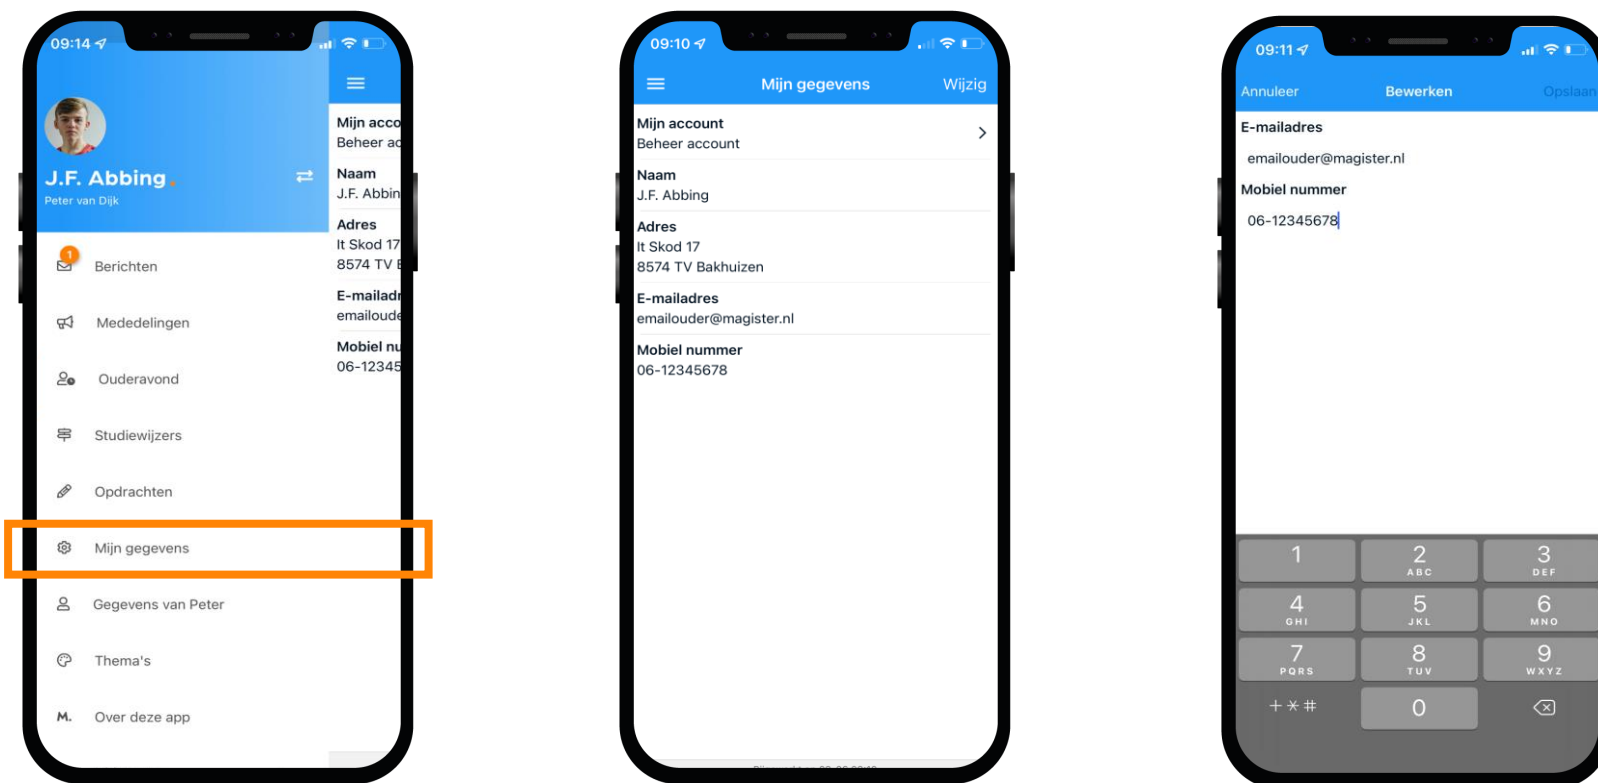 09:14
J.F. Abbing.
Peter van Dijk
1
Berichten
Mededelingen
Ouderavond
Studiewijzers
Opdrachten
Mijn gegevens
Gegevens van Peter
Thema's
M. Over deze app
Mijn acco
Beheer ac
Naam
J.F. Abbin
Adres
It Skod 17
8574 TV B
E-mailadr
emailoude
Mobiel nu
06-12345
09:10
Mijn gegevens Wijzig
Mijn account
Beheer account
Naam
J.F. Abbing
Adres
It Skod 17
8574 TV Bakhuizen
E-mailadres
emailouder@magister.nl
Mobiel nummer
06-12345678
09:11
Annuleer Bewerken Opslaan
E-mailadres
emailouder@magister.nl
Mobiel nummer
06-12345678
1 2 3
ABC DEF
4 5 6
GHI JKL MNO
7 8 9
PQRS TUV WXYZ
+*# 0